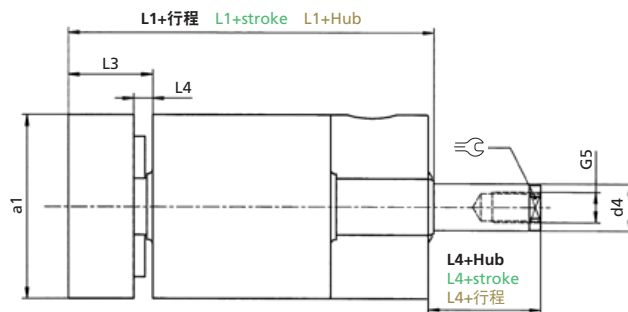 L1+行程 L1+stroke L1+Hub
L3
L4
G5
a1
d4
L4+Hub
L4+stroke
L4+行程